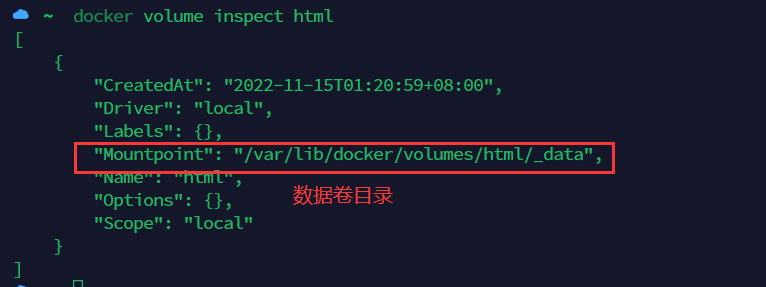 ~ docker volume inspect html
[
{
"CreatedAt": "2022-11-15T01:20:59+08:00",
"Driver": "local",
"Labels": {},
"Mountpoint": "/var/lib/docker/volumes/html/_data",
"Name": "html",
数据卷目录
"Options": {},
"Scope": "local"
}
]